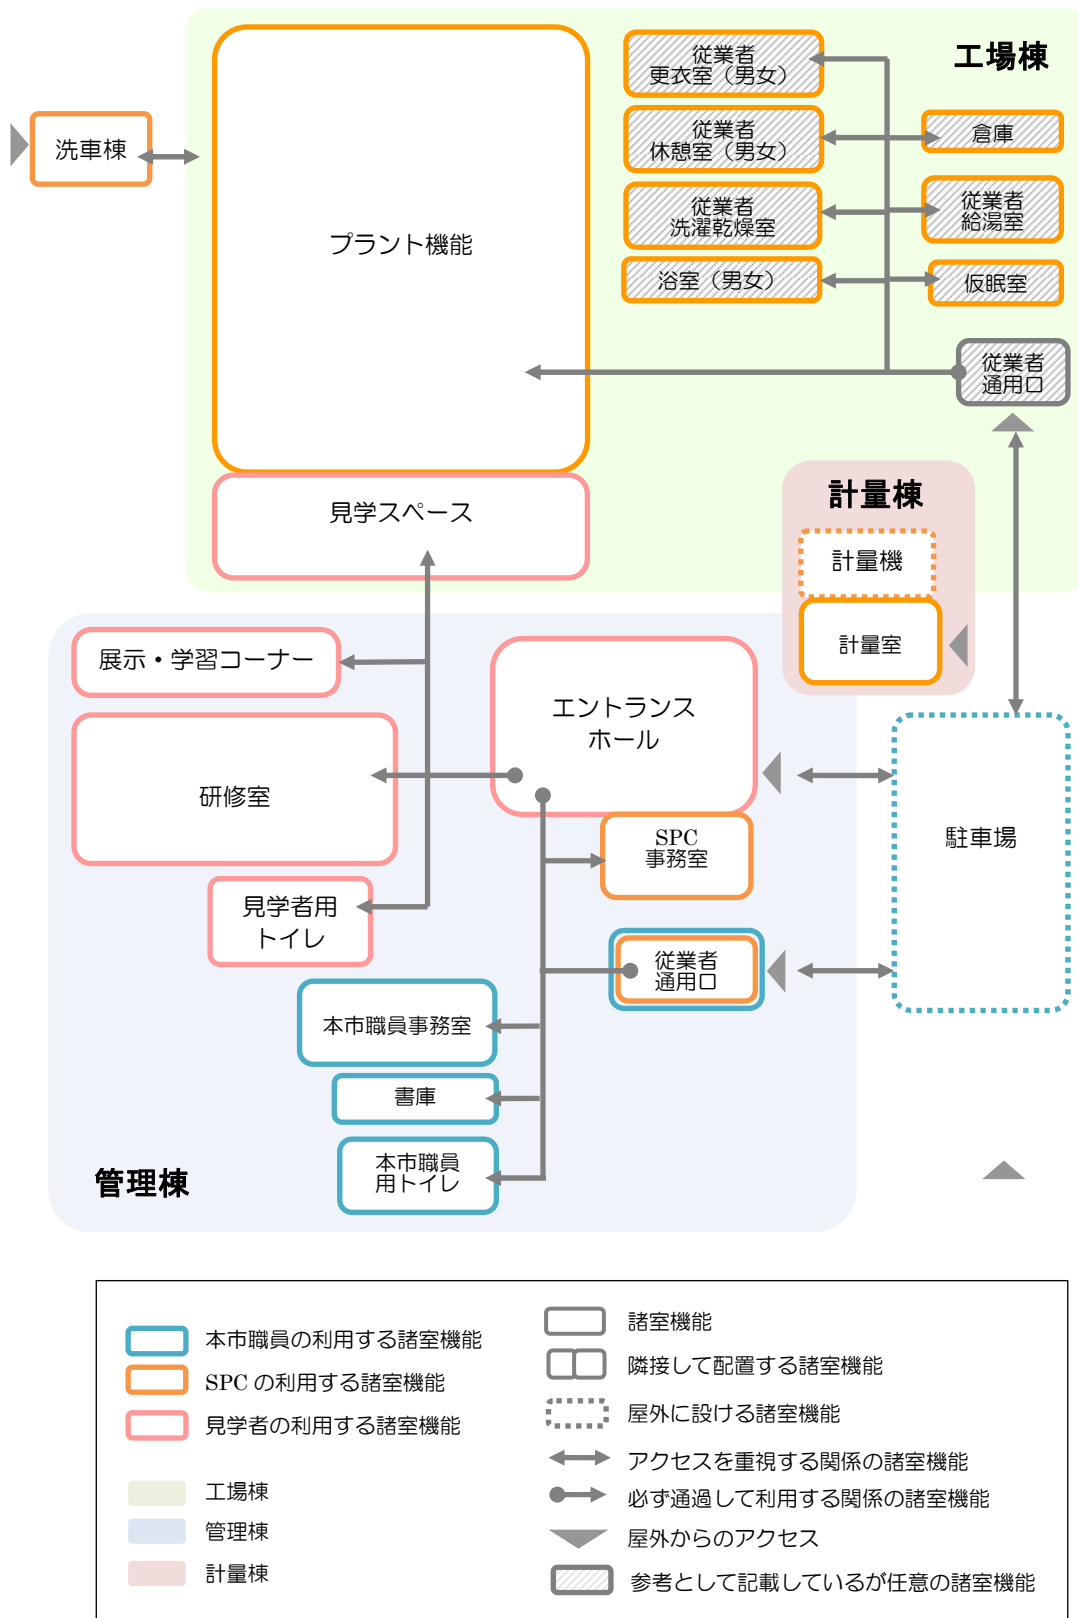 工場棟
従業者
更衣室（男女）
従業者
休憩室（男女）
倉庫
洗車棟
従業者
洗濯乾燥室
従業者
給湯室
プラント機能
浴室（男女）
仮眠室
従業者
通用口
見学スペース
計量棟
計量機
計量室
展示・学習コーナー
エントランス
ホール
研修室
SPC
事務室
駐車場
見学者用
トイレ
従業者
通用口
本市職員事務室
書庫
本市職員
用トイレ
管理棟
本市職員の利用する諸室機能
SPC の利用する諸室機能
見学者の利用する諸室機能
工場棟
管理棟
計量棟
諸室機能
隣接して配置する諸室機能
屋外に設ける諸室機能
アクセスを重視する関係の諸室機能
必ず通過して利用する関係の諸室機能
屋外からのアクセス
参考として記載しているが任意の諸室機能